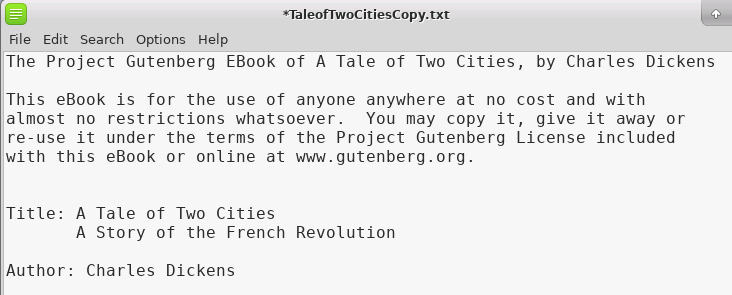 *TaleofTwoCitiesCopy.txt
File Edit Search Options Help
The Project Gutenberg EBook of A Tale of Two Cities, by Charles Dickens
This eBook is for the use of anyone anywhere at no cost and with
almost no restrictions whatsoever.  You may copy it, give it away or
re-use it under the terms of the Project Gutenberg License included
with this eBook or online at www.gutenberg.org.
Title: A Tale of Two Cities
A Story of the French Revolution
Author: Charles Dickens